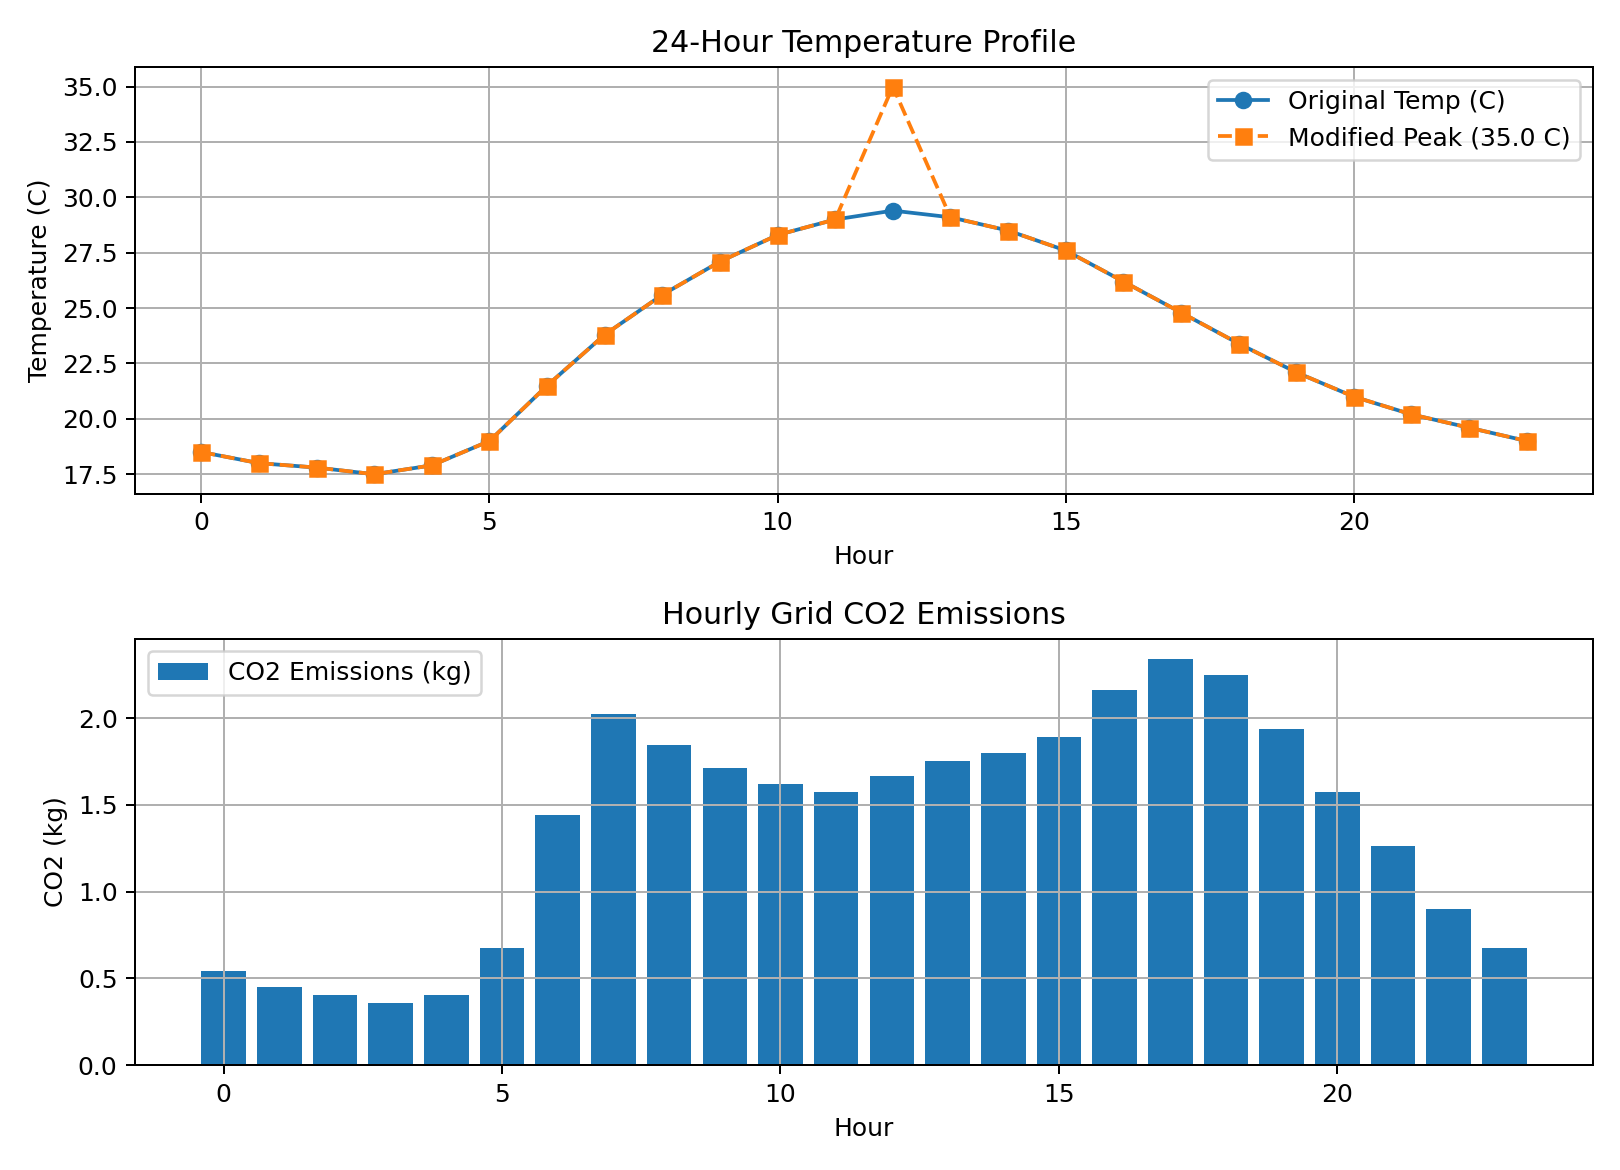 24-Hour Temperature Profile
Original Temp (C)
Modified Peak (35.0 C)
Temperature (C)
35.0
32.5
30.0
27.5
25.0
22.5
20.0
17.5
0 5 10 15 20
Hour
Hourly Grid CO2 Emissions
CO2 Emissions (kg)
CO2 (kg)
2.0
1.5
1.0
0.5
0.0
0 5 10 15 20
Hour